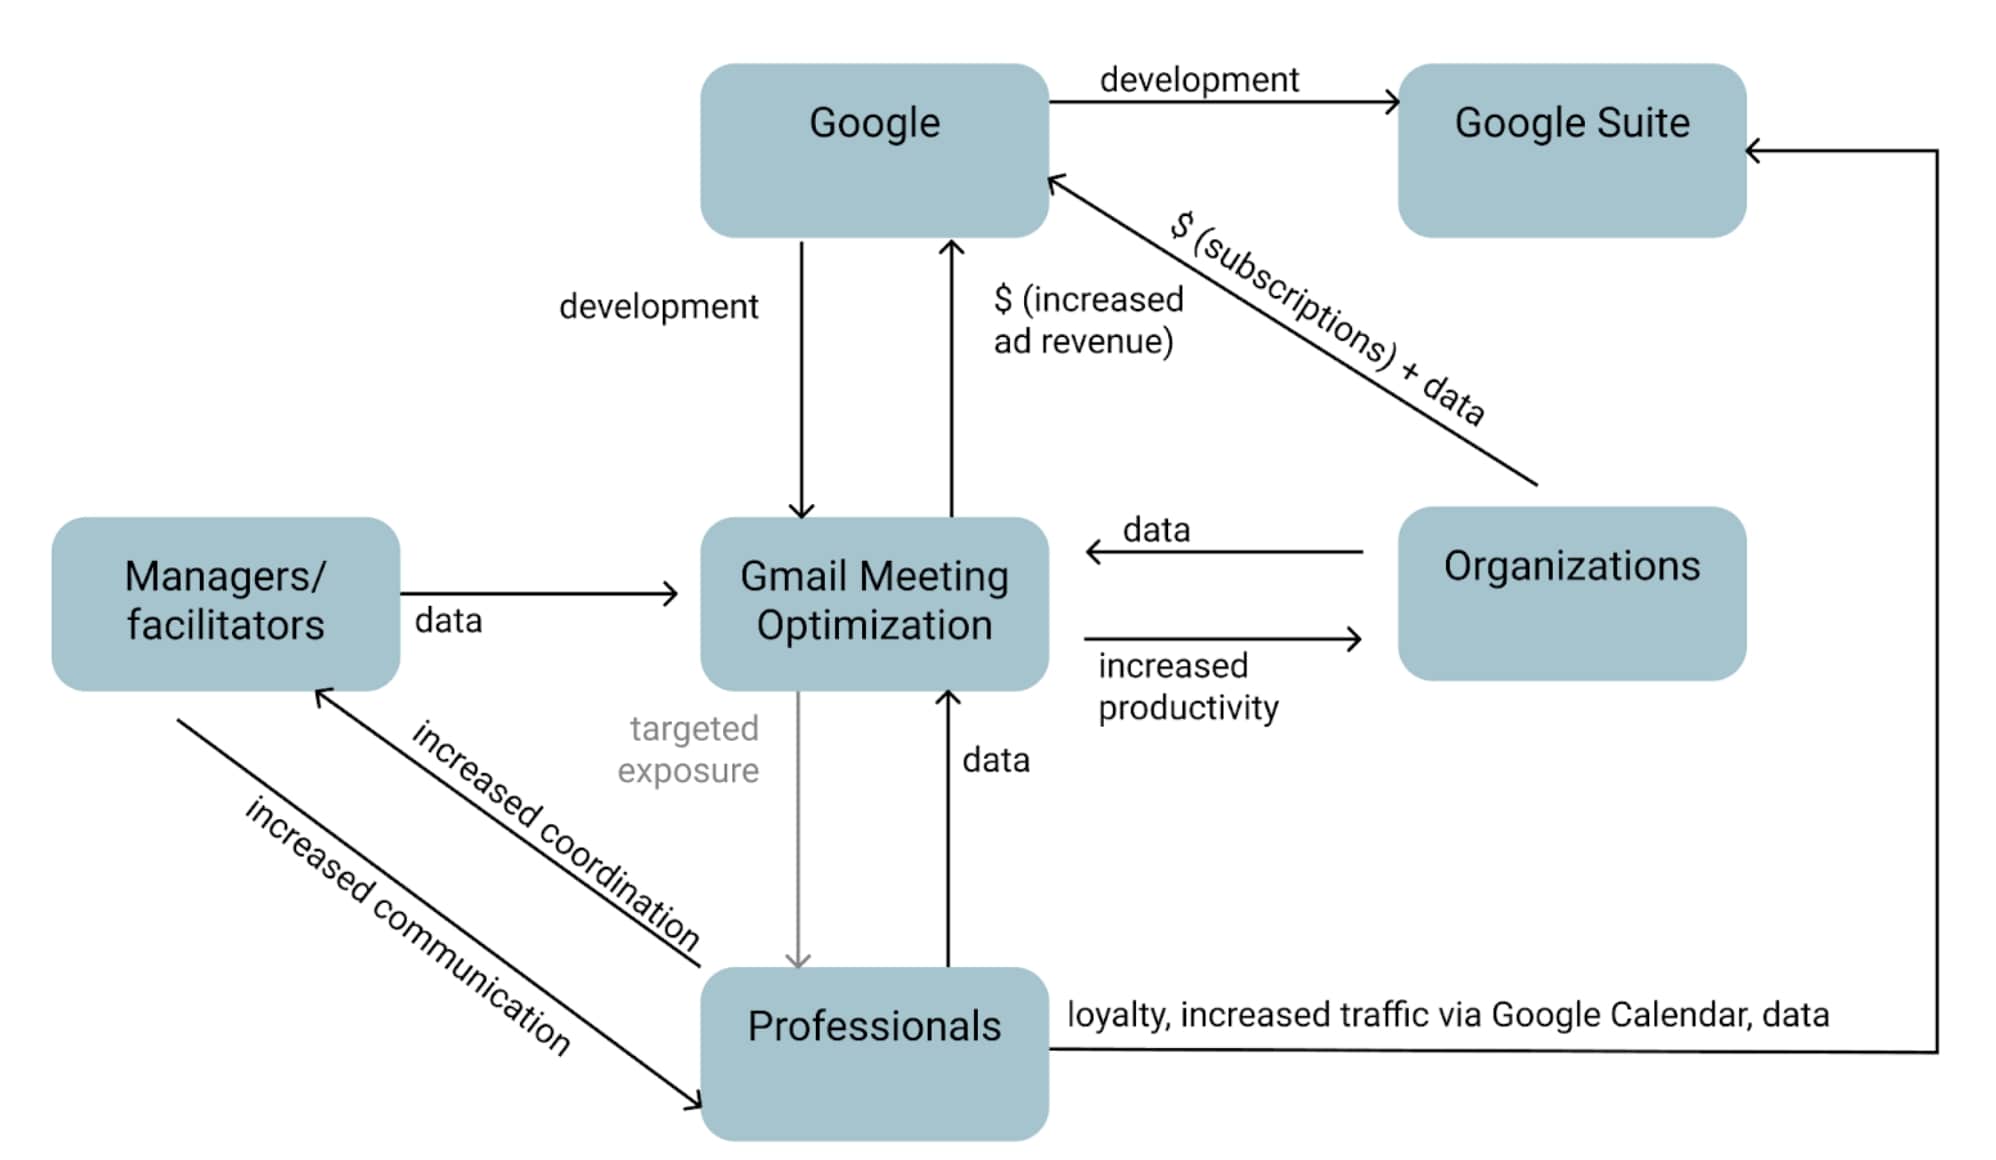 development
Google
Google Suite
$ (subscriptions) + data
development
$ (increased
ad revenue)
data
Managers/
facilitators
data
Gmail Meeting
Optimization
Organizations
increased
productivity
targeted
exposure
data
increased coordination
increased communication
Professionals
loyalty, increased traffic via Google Calendar, data